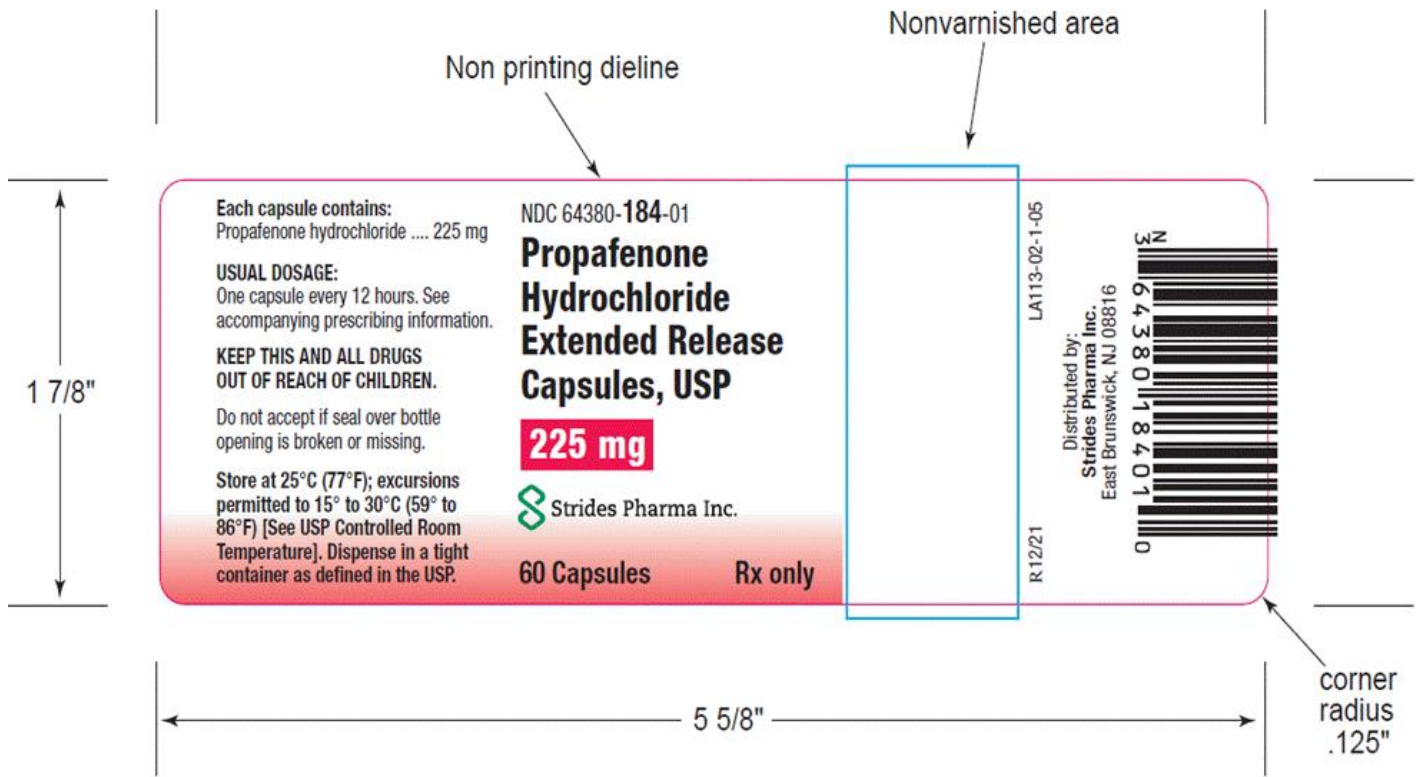 Nonvarnished area
Non printing dieline
Each capsule contains:
Propafenone hydrochloride .... 225 mg
USUAL DOSAGE:
One capsule every 12 hours. See
accompanying prescribing information.
KEEP THIS AND ALL DRUGS
OUT OF REACH OF CHILDREN.
Do not accept if seal over bottle
opening is broken or missing.
Store at 25°C (77°F); excursions
permitted to 15° to 30°C (59° to
86°F) [See USP Controlled Room
Temperature]. Dispense in a tight
container as defined in the USP.
NDC 64380-184-01
Propafenone
Hydrochloride
Extended Release
Capsules, USP
225 mg
Strides Pharma Inc.
60 Capsules Rx only
R12/21 LA113-02-1-05
Distributed by:
Strides Pharma Inc.
East Brunswick, NJ 08816
N
3 64380 18401 0
1 7/8"
5 5/8"
corner
radius
.125"